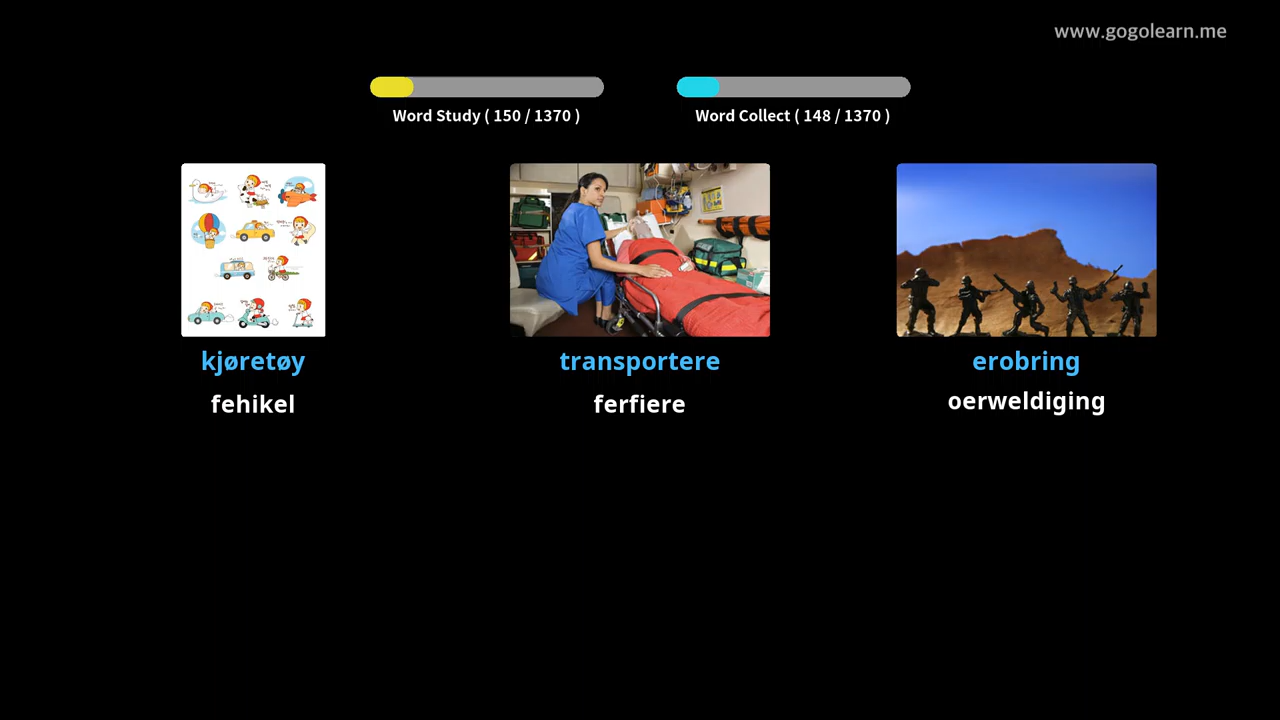 www.gogolearn.me
Word Study ( 150 / 1370 )
Word Collect ( 148 / 1370 )
kjøretøy
transportere
erobring
fehikel
ferfiere
oerweldiging